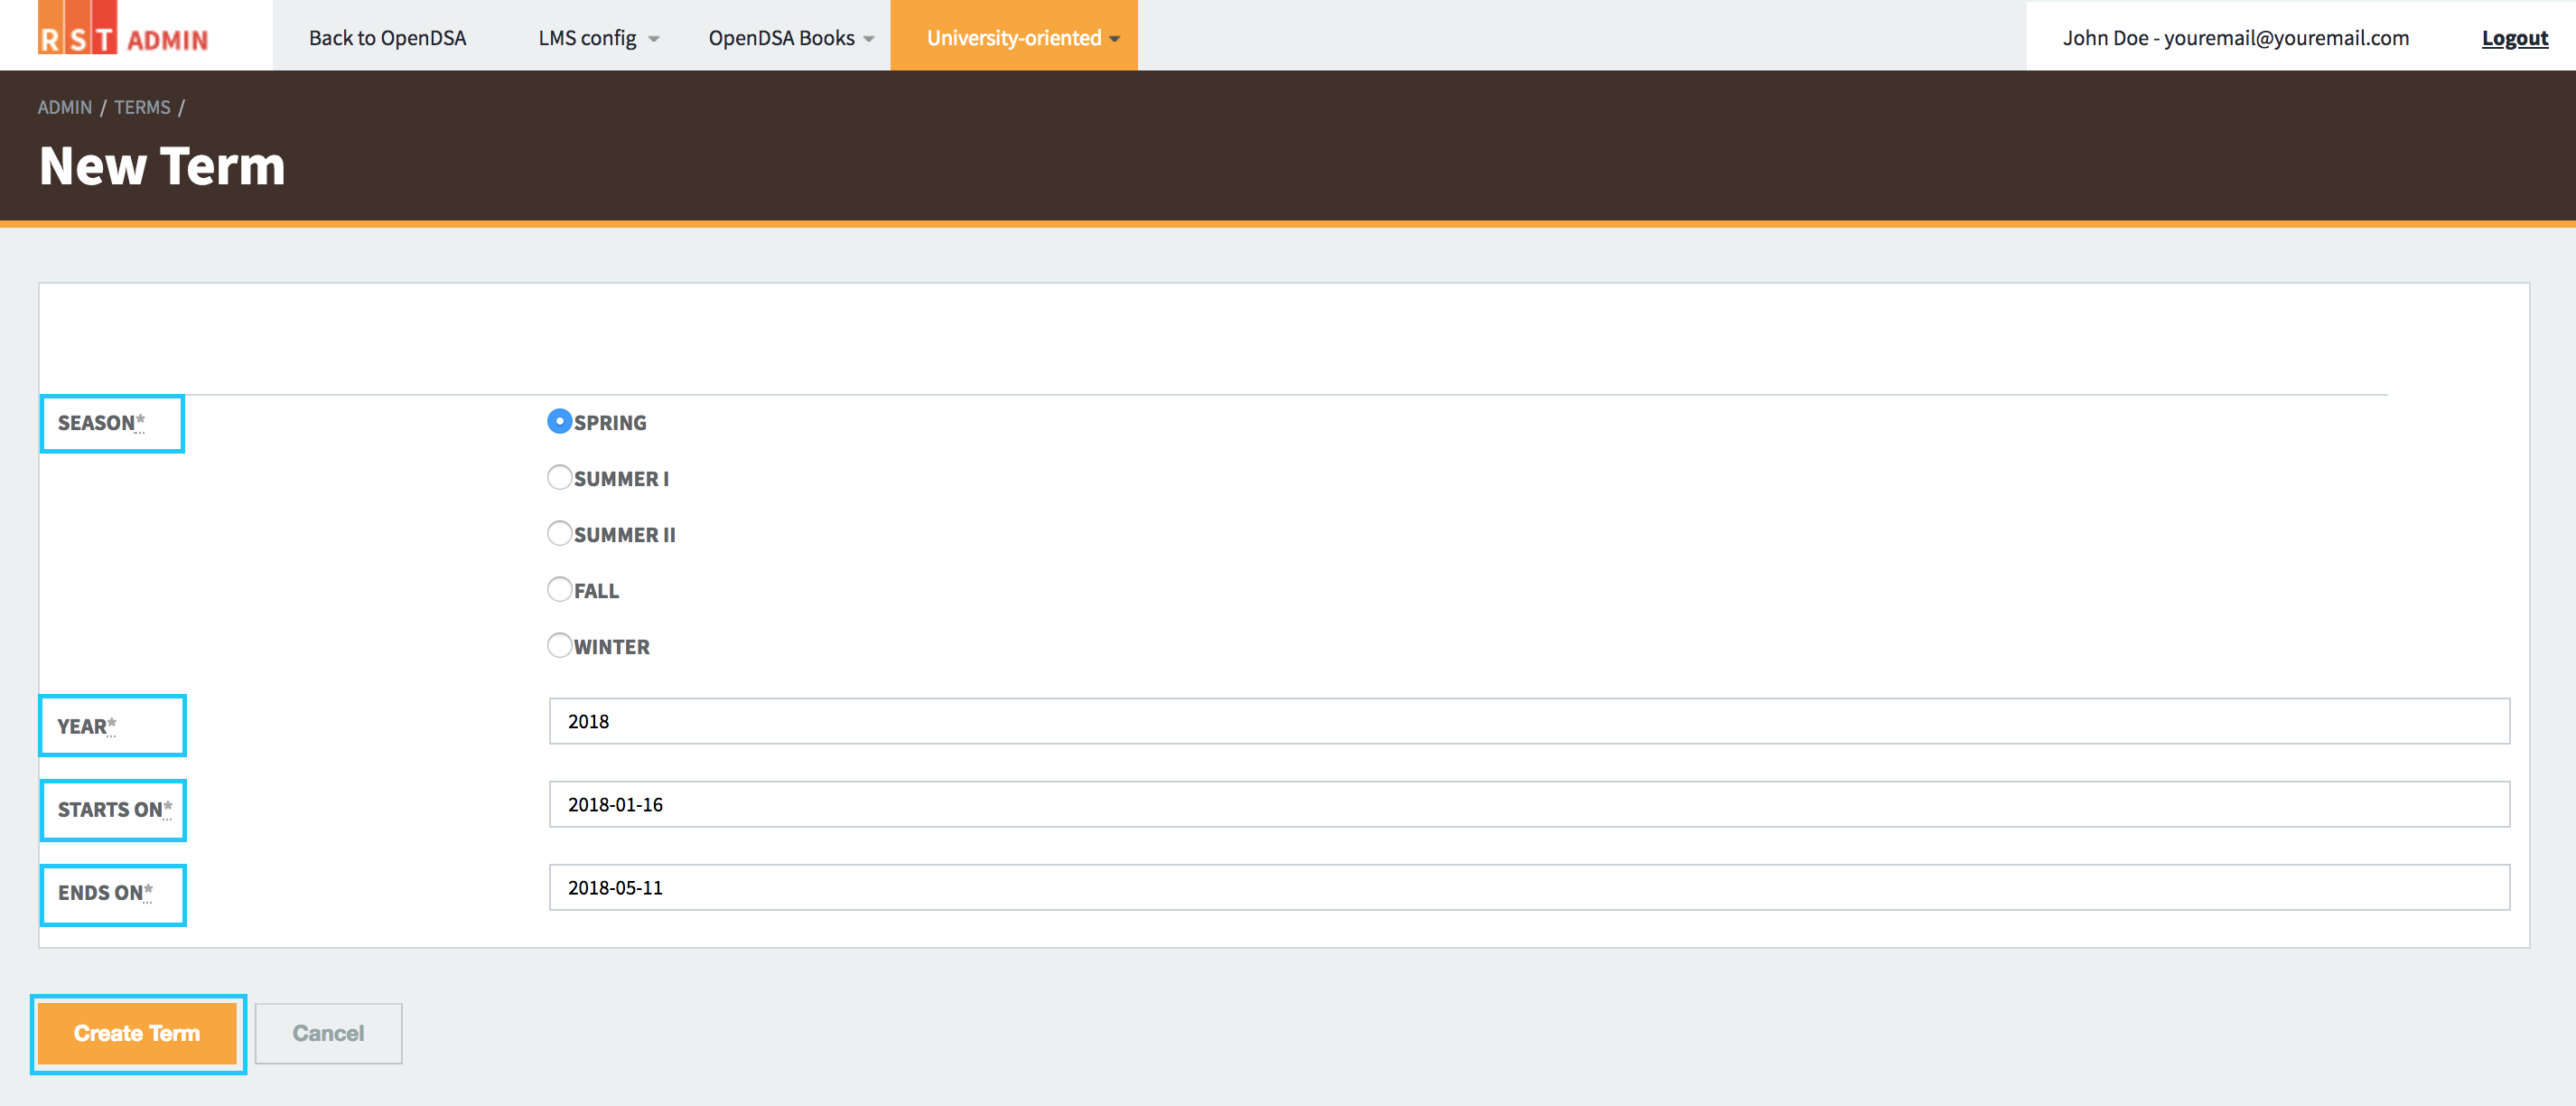 RST ADMIN Back to OpenDSA LMS config OpenDSA Books University-oriented John Doe - youremail@youremail.com Logout
ADMIN / TERMS /
New Term
SEASON* SPRING
SUMMER I
SUMMER II
FALL
WINTER
YEAR* 2018
STARTS ON* 2018-01-16
ENDS ON* 2018-05-11
Create Term Cancel